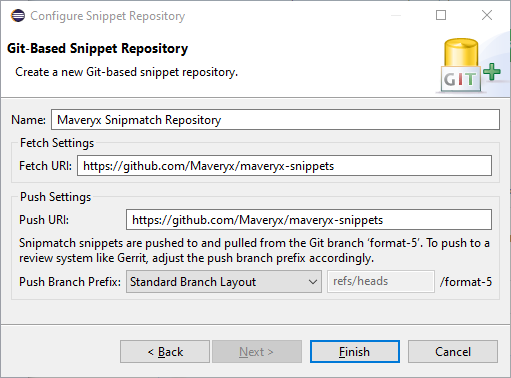 Configure Snippet Repository
Git-Based Snippet Repository
Create a new Git-based snippet repository.
GIT
Name: Maveryx Snipmatch Repository
Fetch Settings
Fetch URI: https://github.com/Maveryx/maveryx-snippets
Push Settings
Push URI: https://github.com/Maveryx/maveryx-snippets
Snipmatch snippets are pushed to and pulled from the Git branch 'format-5'. To push to a
review system like Gerrit, adjust the push branch prefix accordingly.
Push Branch Prefix: Standard Branch Layout refs/heads /format-5
< Back Next > Finish Cancel